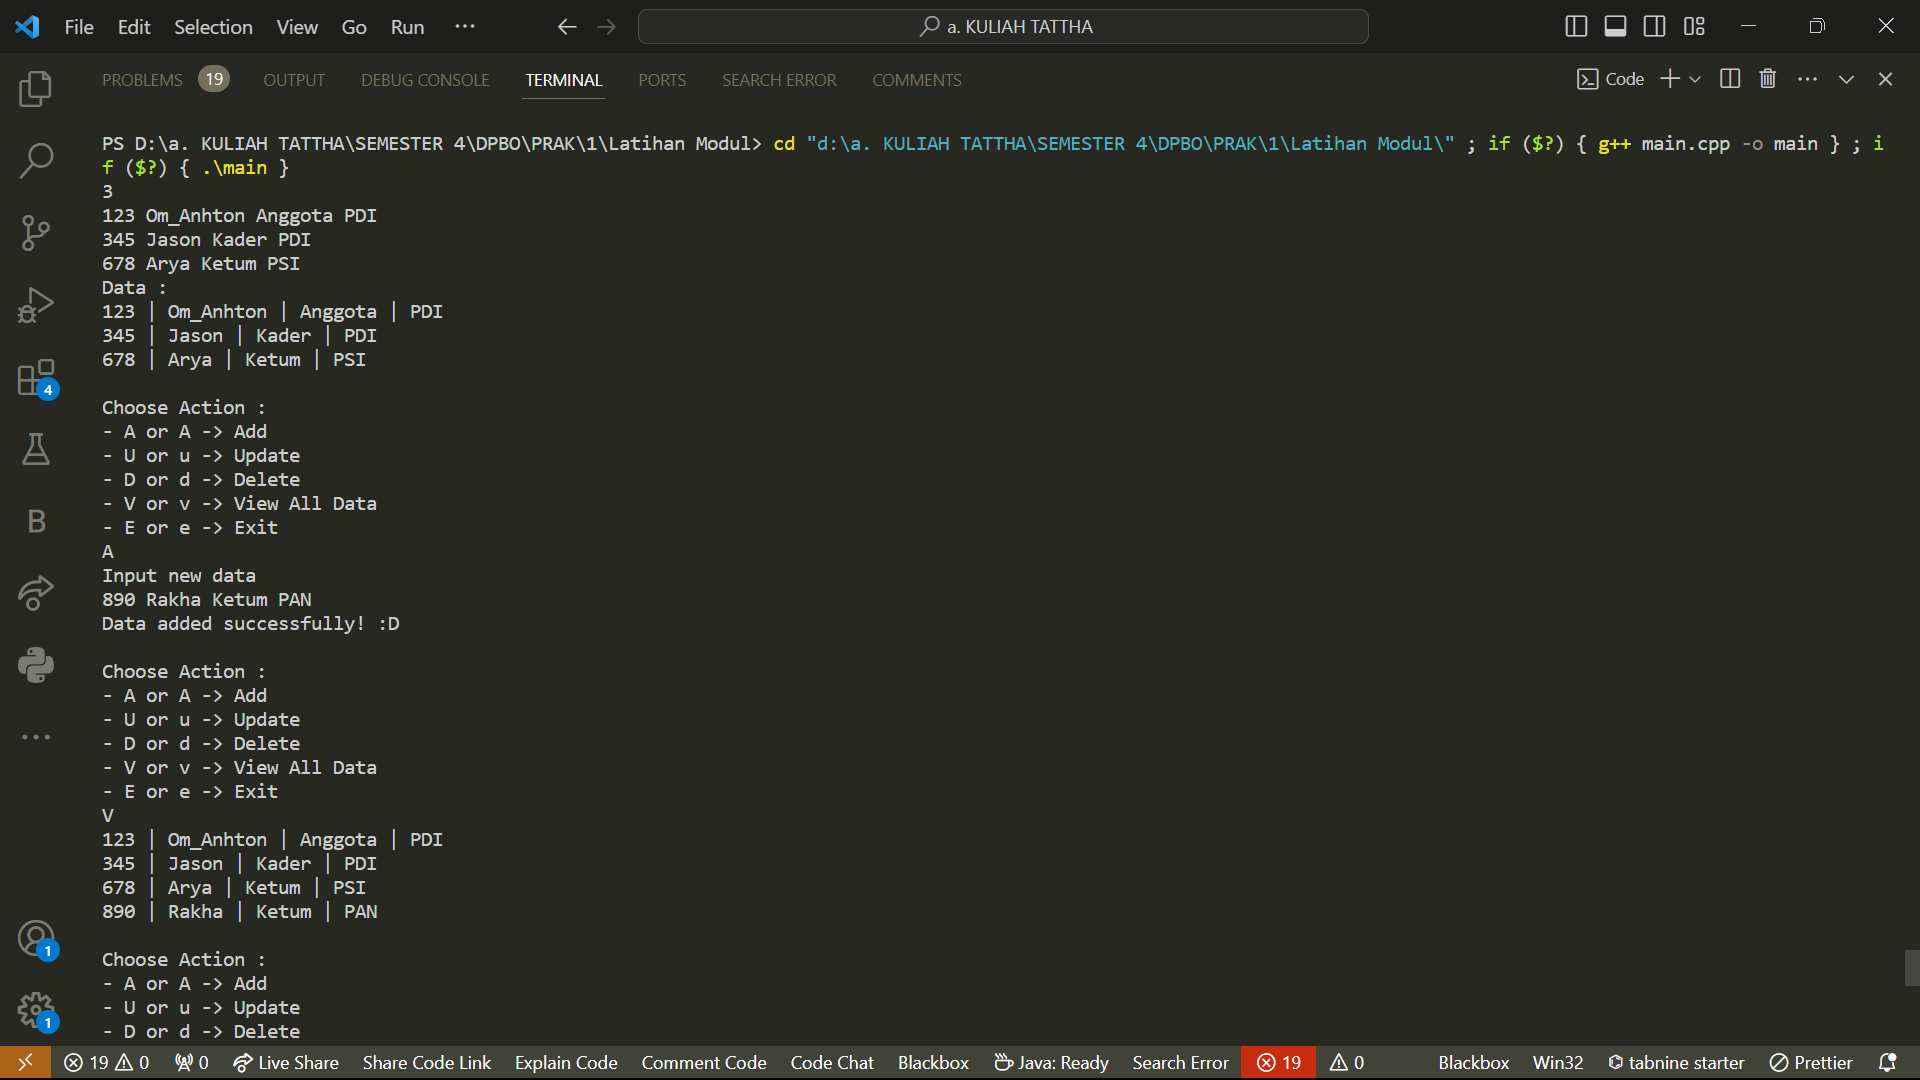 File Edit Selection View Go Run ··· a. KULIAH TATTHA
PROBLEMS 19 OUTPUT DEBUG CONSOLE TERMINAL PORTS SEARCH ERROR COMMENTS Code
PS D:\a. KULIAH TATTHA\SEMESTER 4\DPBO\PRAK\1\Latihan Modul> cd "d:\a. KULIAH TATTHA\SEMESTER 4\DPBO\PRAK\1\Latihan Modul\" ; if ($?) { g++ main.cpp -o main } ; i
f ($?) { .\main }
3
123 Om_Anhton Anggota PDI
345 Jason Kader PDI
678 Arya Ketum PSI
Data :
123 | Om_Anhton | Anggota | PDI
345 | Jason | Kader | PDI
678 | Arya | Ketum | PSI
Choose Action :
- A or A -> Add
- U or u -> Update
- D or d -> Delete
- V or v -> View All Data
- E or e -> Exit
A
Input new data
890 Rakha Ketum PAN
Data added successfully! :D
Choose Action :
- A or A -> Add
- U or u -> Update
- D or d -> Delete
- V or v -> View All Data
- E or e -> Exit
V
123 | Om_Anhton | Anggota | PDI
345 | Jason | Kader | PDI
678 | Arya | Ketum | PSI
890 | Rakha | Ketum | PAN
Choose Action :
- A or A -> Add
- U or u -> Update
- D or d -> Delete
4
B
1
1
19 0 0 Live Share Share Code Link Explain Code Comment Code Code Chat Blackbox Java: Ready Search Error 19 0 Blackbox Win32 tabnine starter Prettier